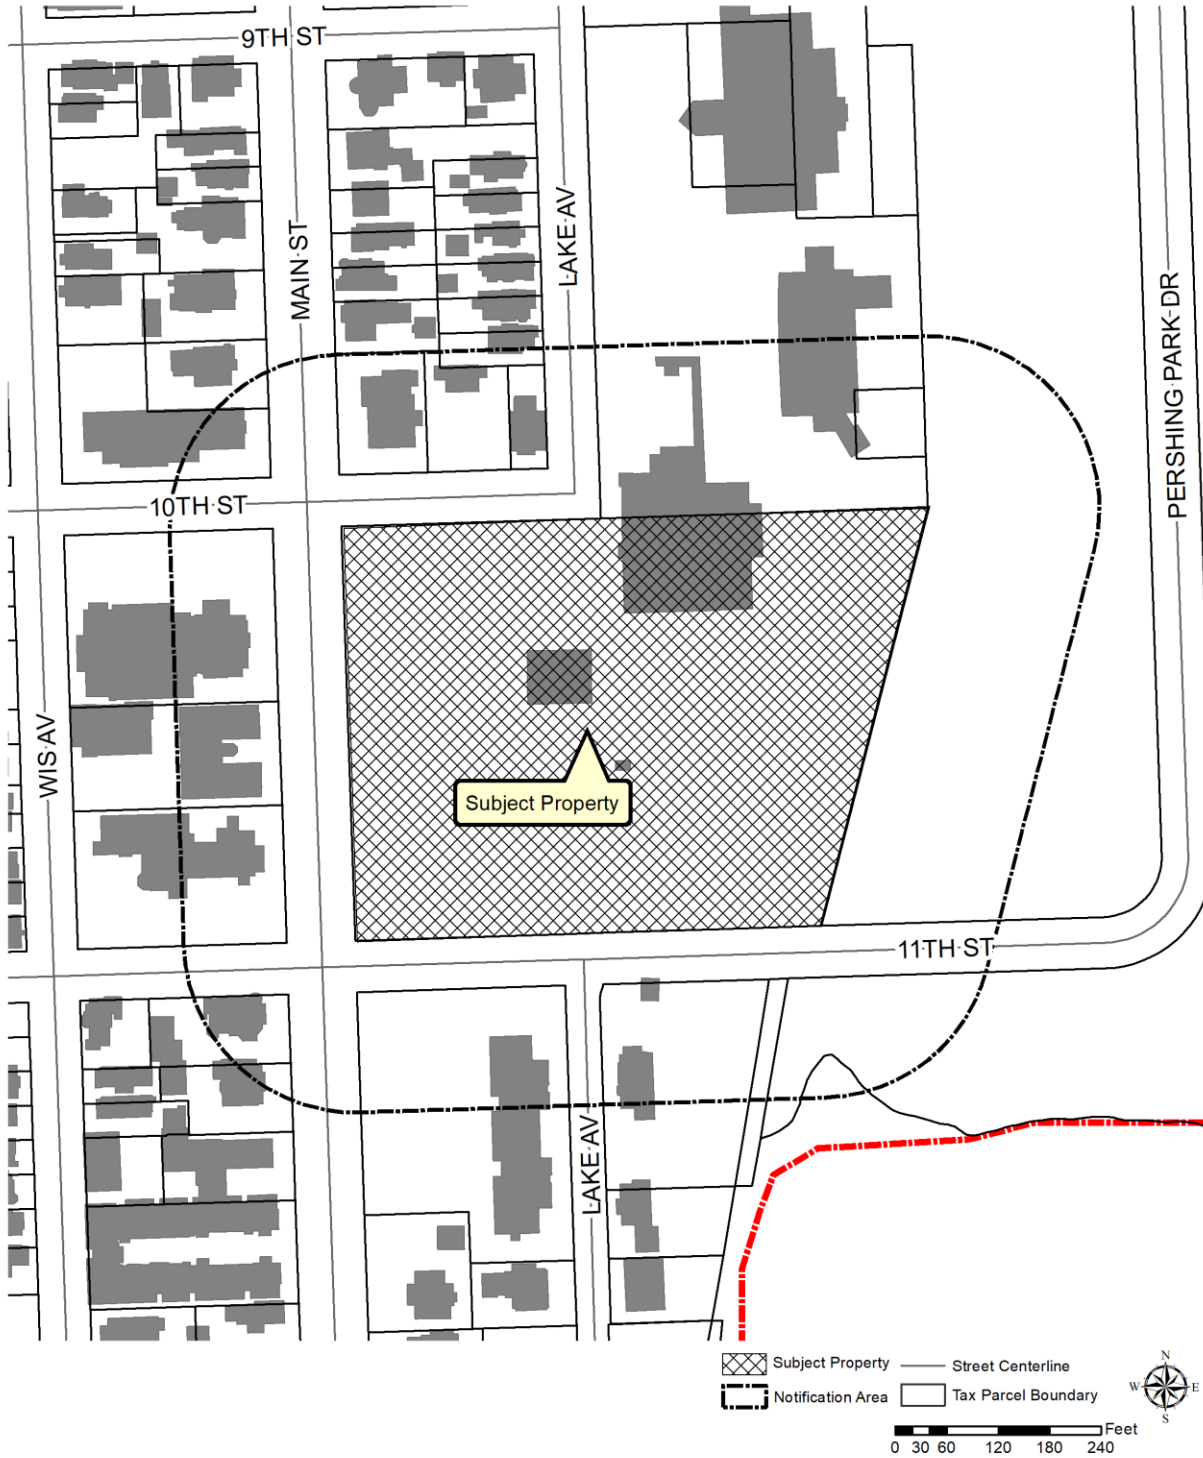 9TH ST
MAIN ST
LAKE AV
PERSHING PARK DR
10TH ST
WIS AV
Subject Property
11TH ST
LAKE AV
Subject Property
Street Centerline
Notification Area
Tax Parcel Boundary
N
W E
S
Feet
0 30 60 120 180 240